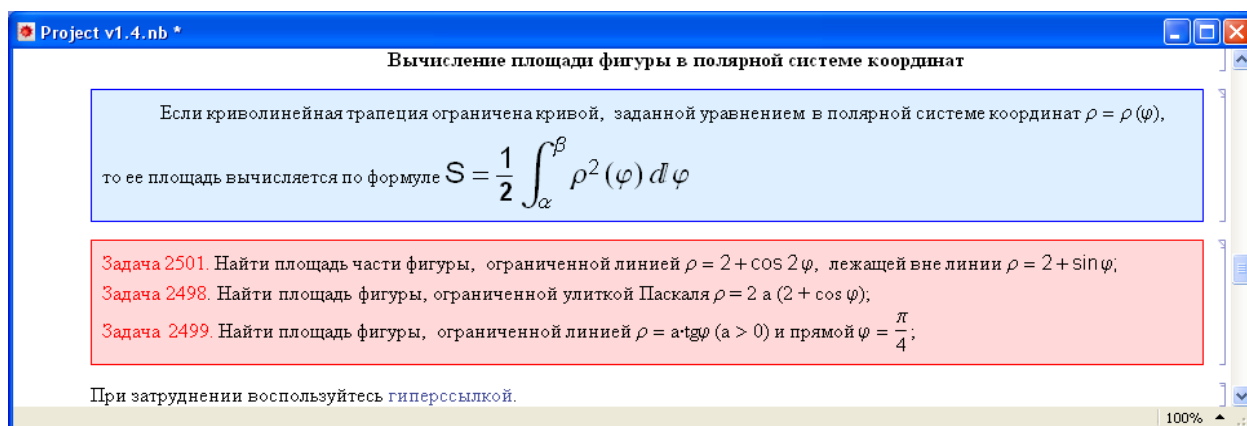 Project v1.4.nb *
Вычисление площади фигуры в полярной системе координат
Если криволинейная трапеция ограничена кривой, заданной уравнением в полярной системе координат ρ = ρ (φ),
то ее площадь вычисляется по формуле S = 1/2 ∫_α^β ρ² (φ) ⅆφ
Задача 2501. Найти площадь части фигуры, ограниченной линией ρ = 2 + cos 2 φ, лежащей вне линии ρ = 2 + sin φ;
Задача 2498. Найти площадь фигуры, ограниченной улиткой Паскаля ρ = 2 a (2 + cos φ);
Задача 2499. Найти площадь фигуры, ограниченной линией ρ = a·tgφ (a > 0) и прямой φ = π/4;
При затруднении воспользуйтесь гиперссылкой.
100%